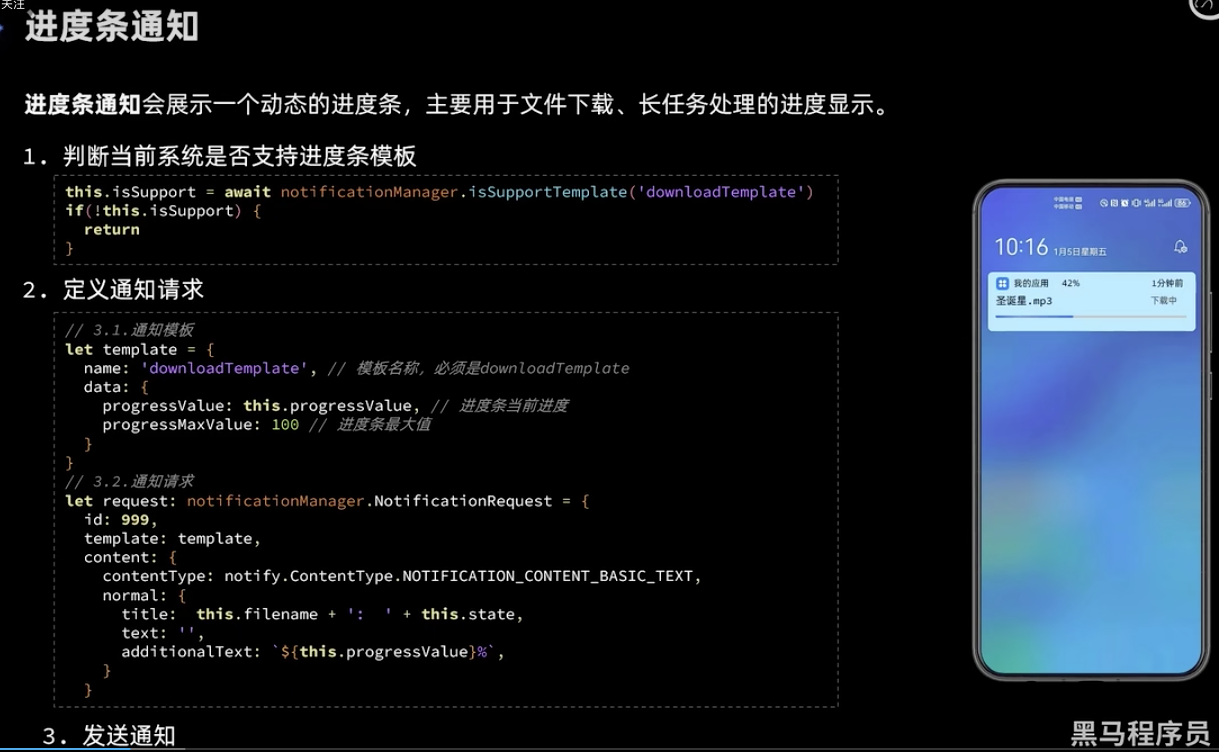 关注
进度条通知
进度条通知会展示一个动态的进度条，主要用于文件下载、长任务处理的进度显示。
1. 判断当前系统是否支持进度条模板
this.isSupport = await notificationManager.isSupportTemplate('downloadTemplate')
if(!this.isSupport) {
  return
}
2. 定义通知请求
// 3.1.通知模板
let template = {
  name: 'downloadTemplate', // 模板名称，必须是downloadTemplate
  data: {
    progressValue: this.progressValue, // 进度条当前进度
    progressMaxValue: 100 // 进度条最大值
  }
}
// 3.2.通知请求
let request: notificationManager.NotificationRequest = {
  id: 999,
  template: template,
  content: {
    contentType: notify.ContentType.NOTIFICATION_CONTENT_BASIC_TEXT,
    normal: {
      title:  this.filename + ':  ' + this.state,
      text: '',
      additionalText: `${this.progressValue}%`,
    }
  }
3. 发送通知
中国电信
中国移动
86
10:16 1月5日星期五
我的应用 42% 1分钟前
圣诞星.mp3 下载中
黑马程序员